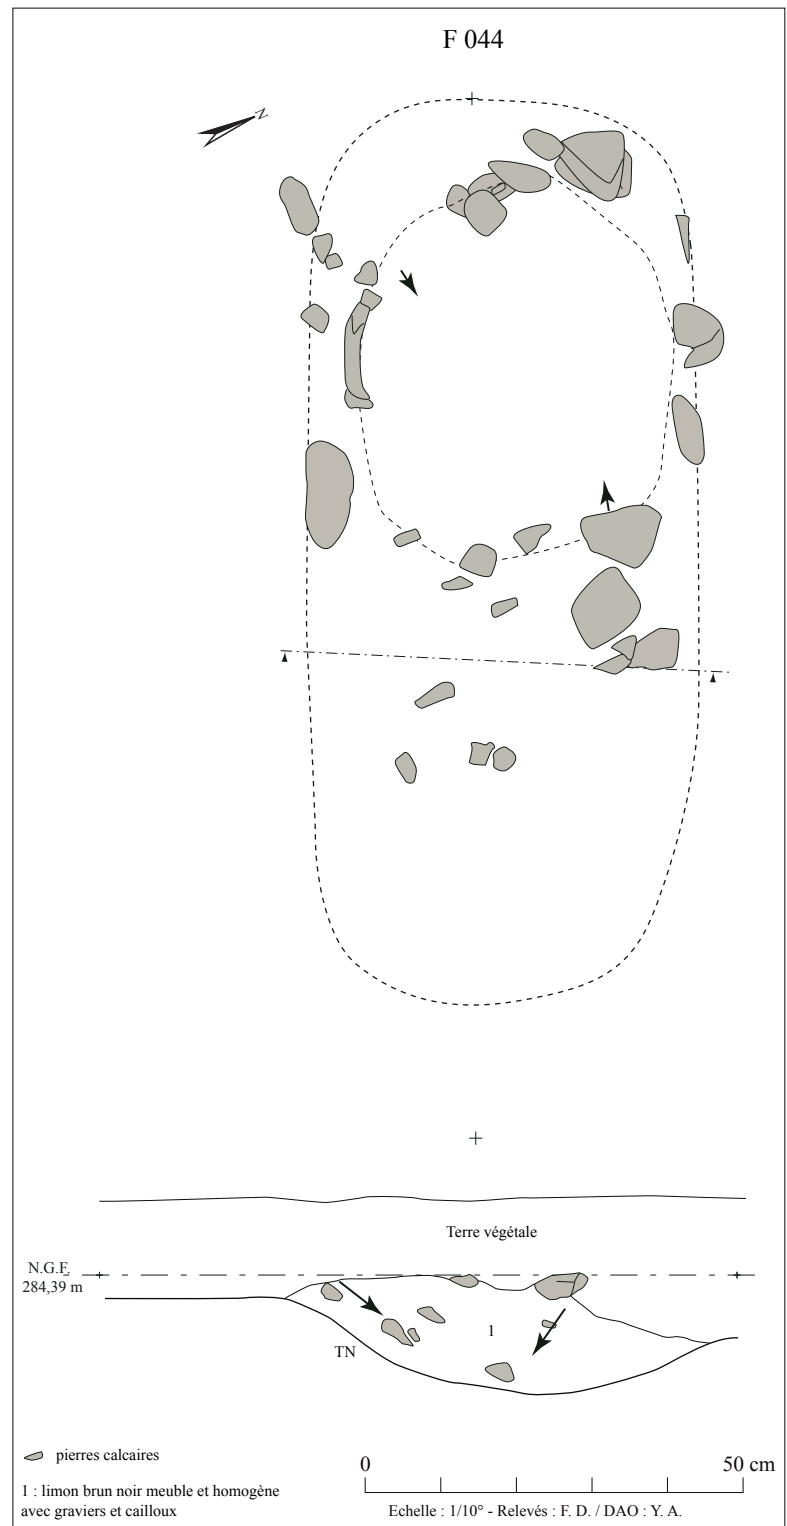 F 044
N
Terre végétale
N.G.F.
284,39 m
1
TN
pierres calcaires
0
50 cm
1 : limon brun noir meuble et homogène
avec graviers et cailloux
Echelle : 1/10° - Relevés : F. D. / DAO : Y. A.